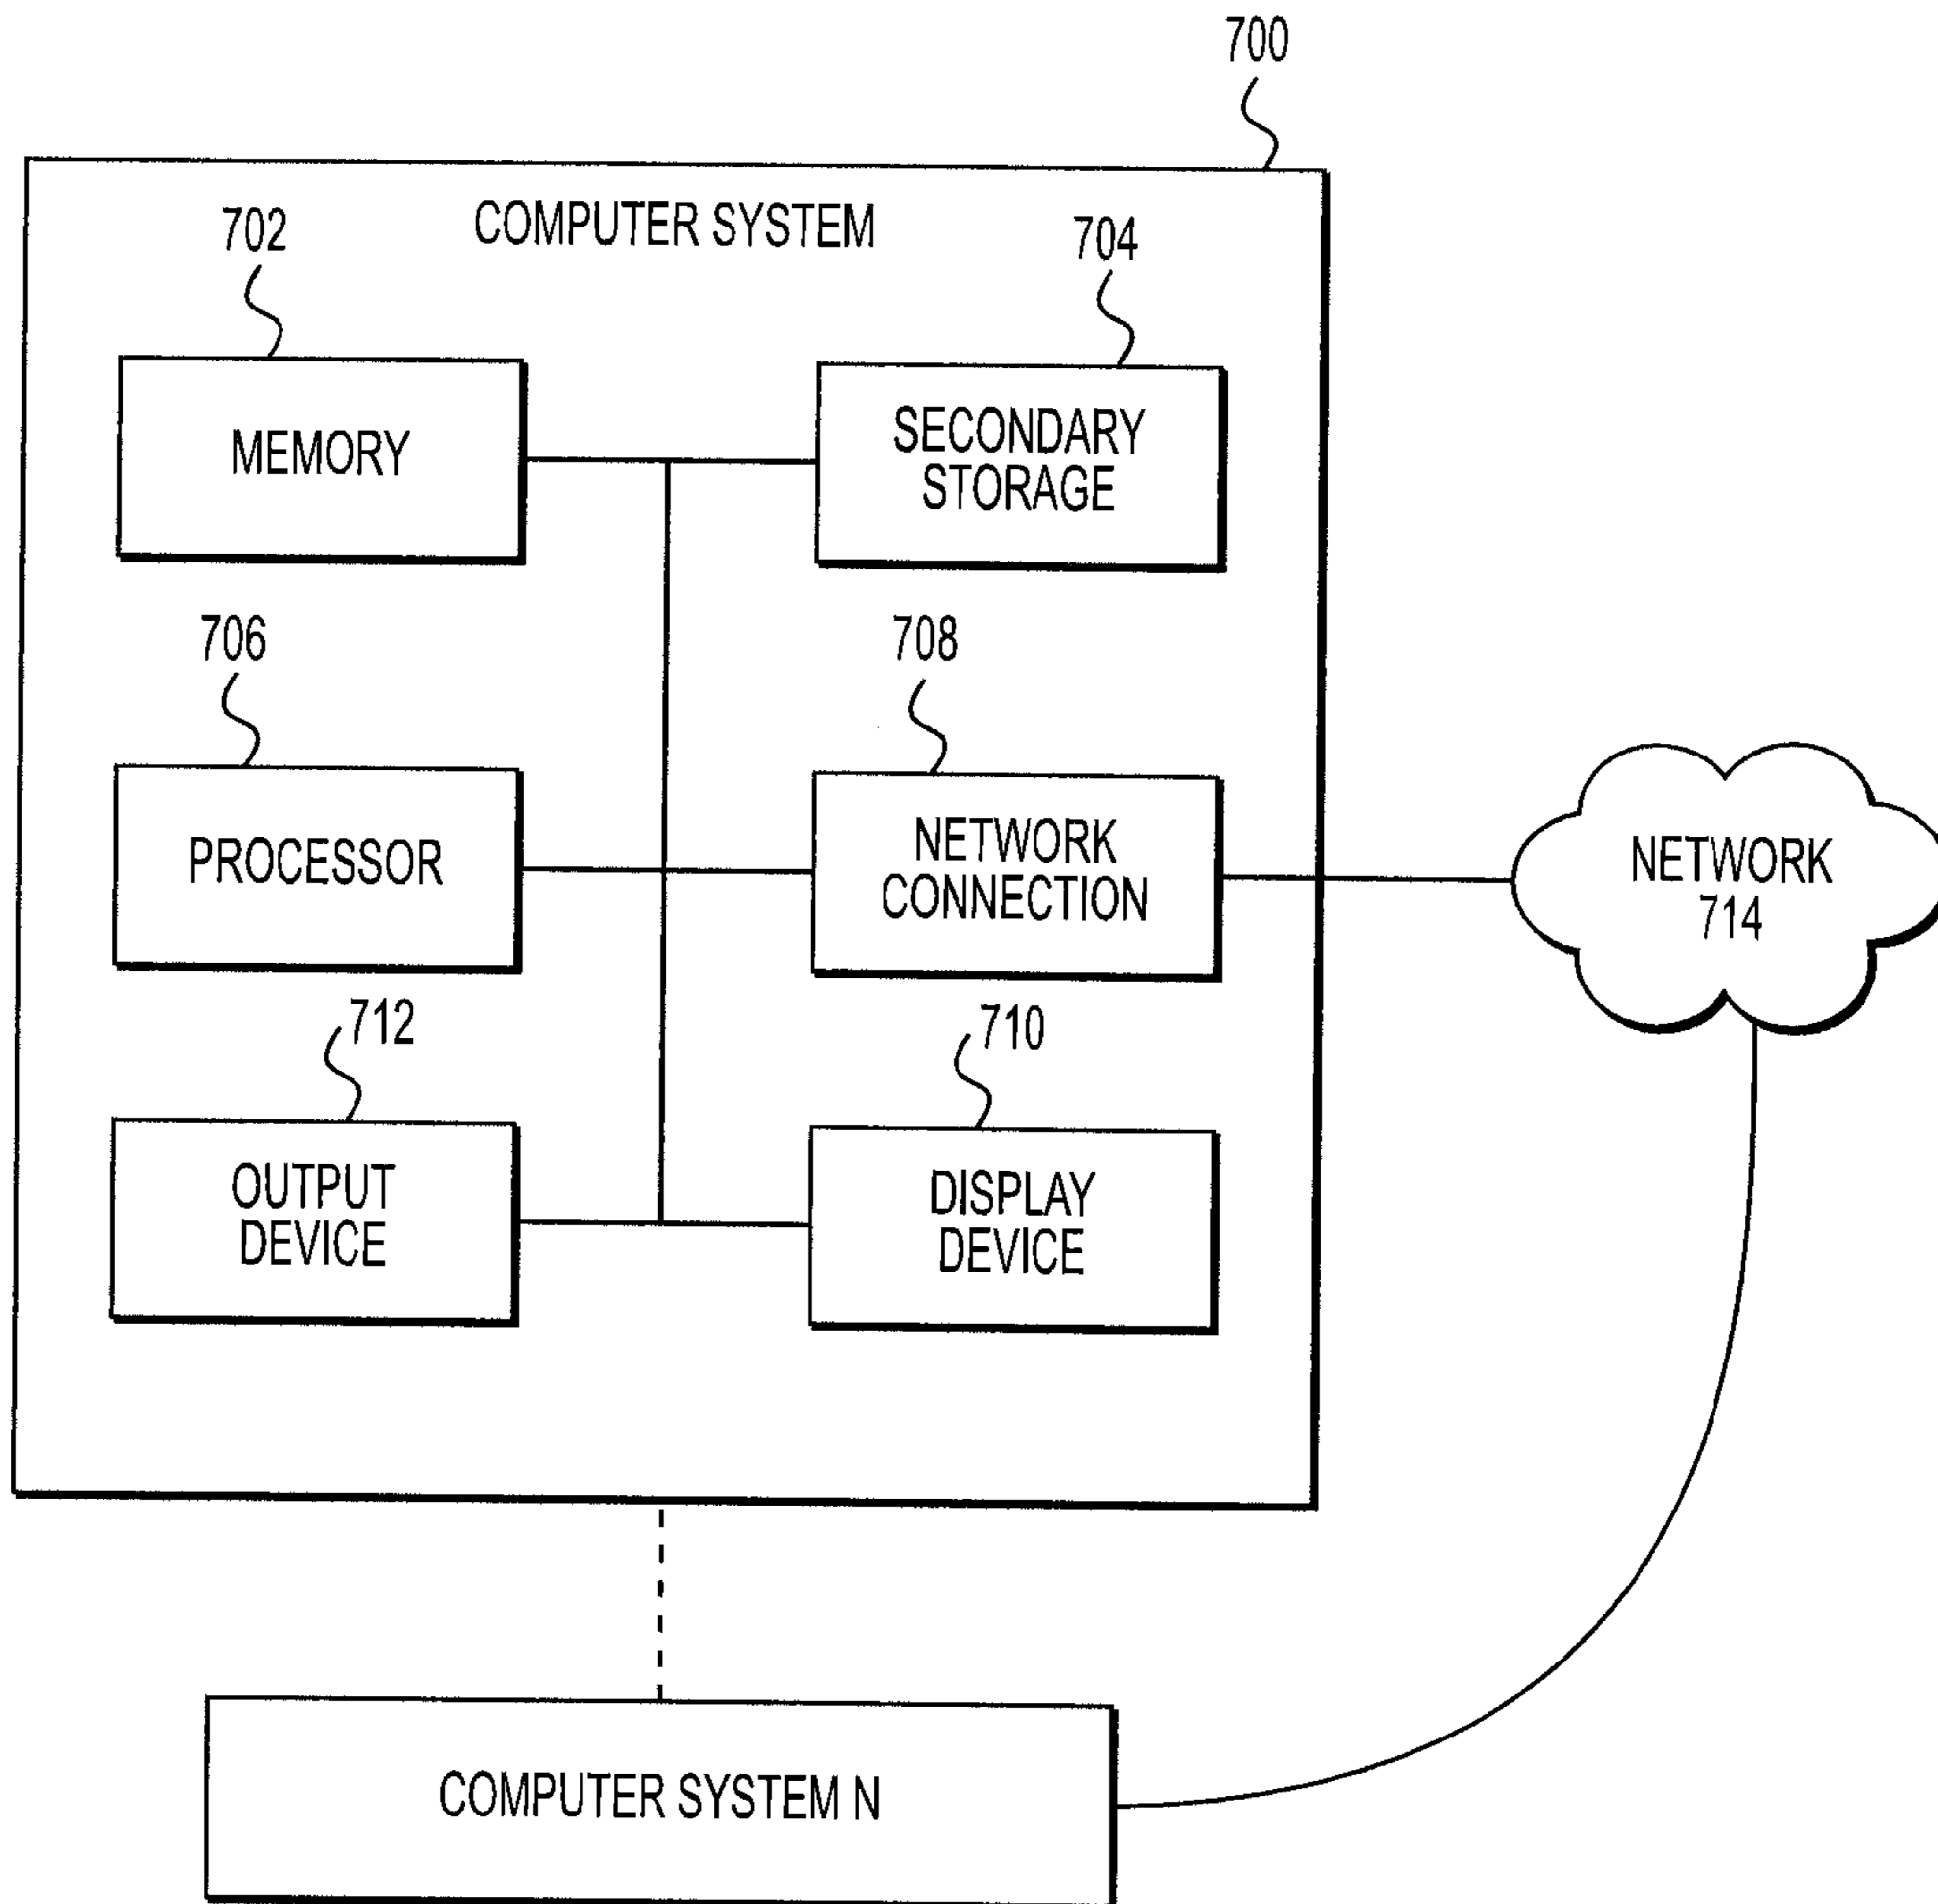 700
COMPUTER SYSTEM
702
704
MEMORY
SECONDARY
STORAGE
706
708
PROCESSOR
NETWORK
CONNECTION
NETWORK
714
712
710
OUTPUT
DEVICE
DISPLAY
DEVICE
COMPUTER SYSTEM N